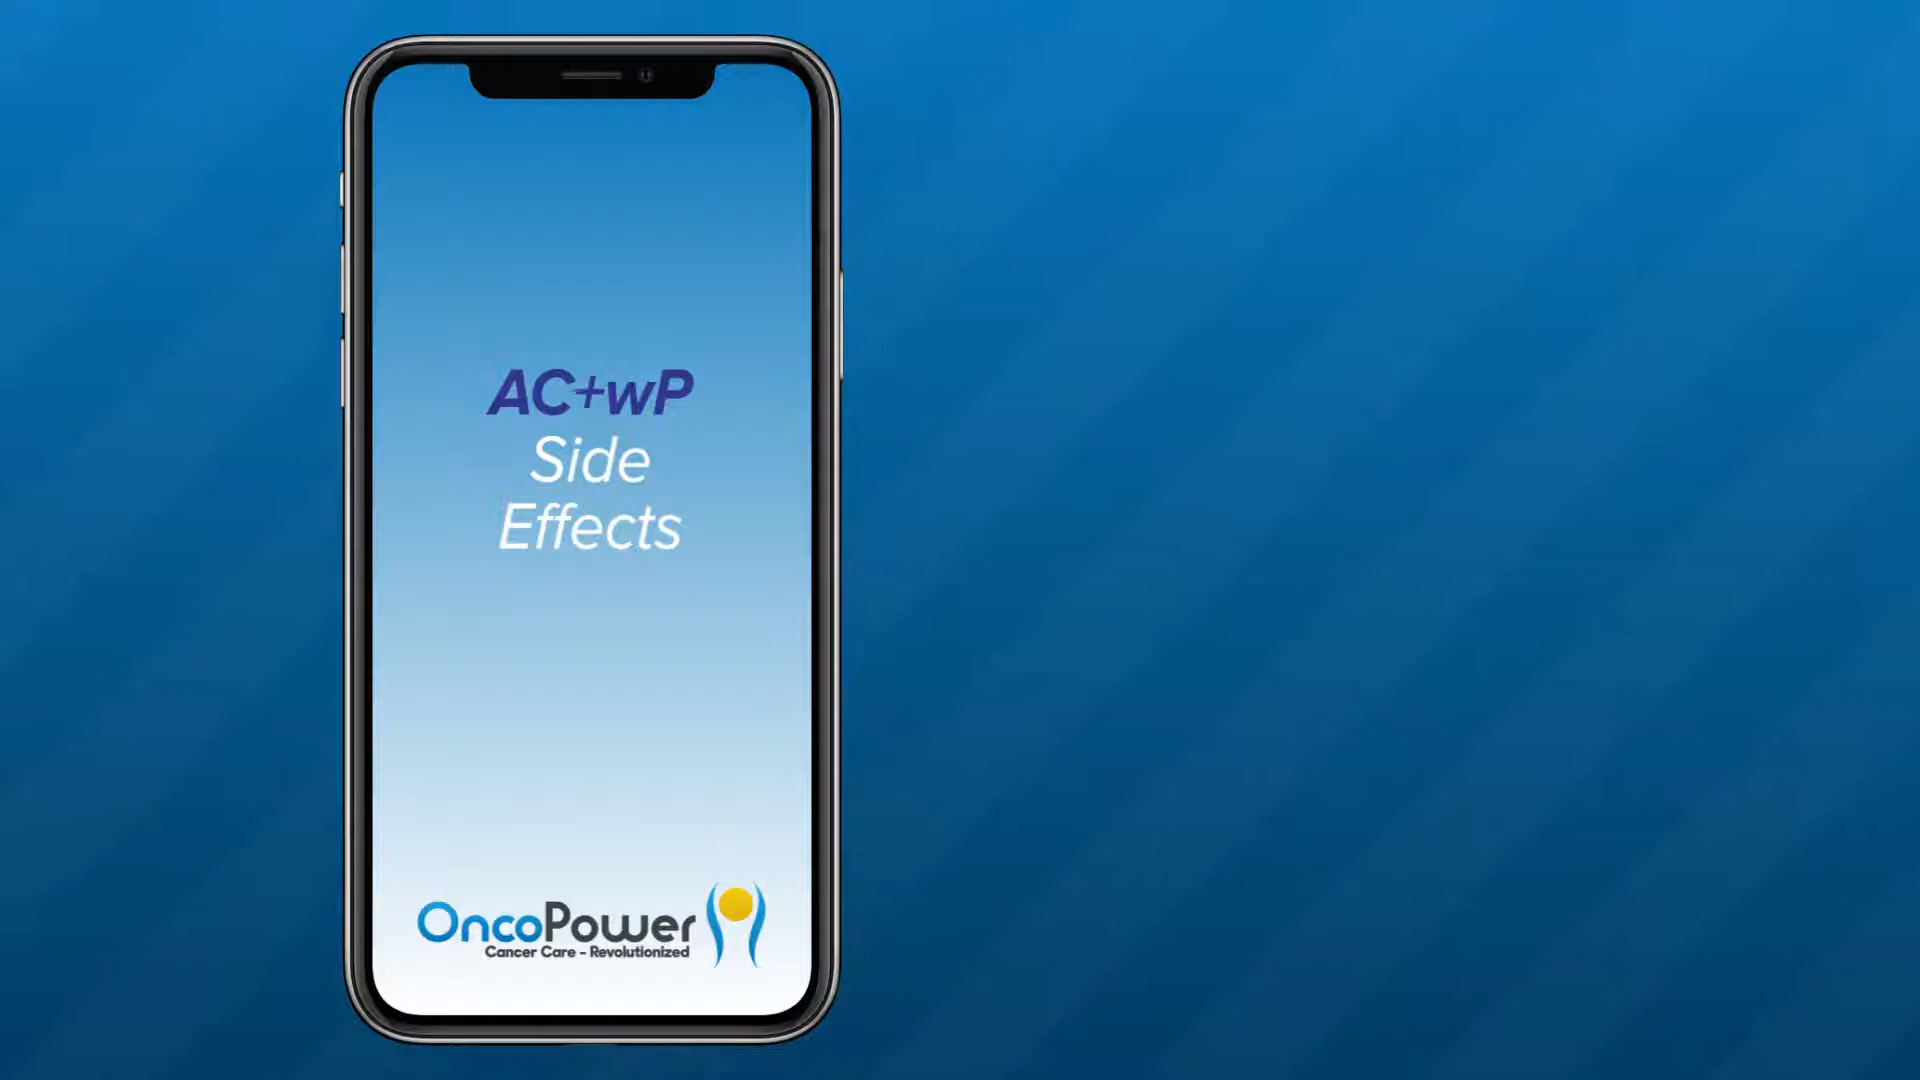 AC+wP
Side
Effects
OncoPower
Cancer Care - Revolutionized